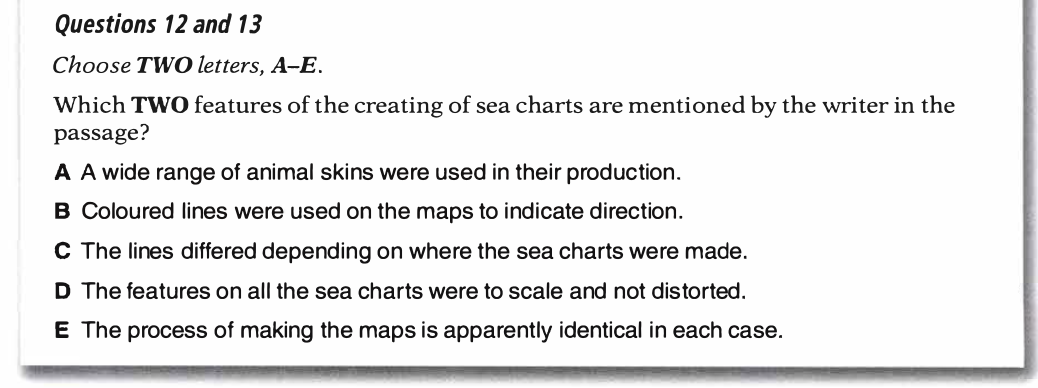 Questions 12 and 13
Choose TWO letters, A–E.
Which TWO features of the creating of sea charts are mentioned by the writer in the
passage?
A A wide range of animal skins were used in their production.
B Coloured lines were used on the maps to indicate direction.
C The lines differed depending on where the sea charts were made.
D The features on all the sea charts were to scale and not distorted.
E The process of making the maps is apparently identical in each case.